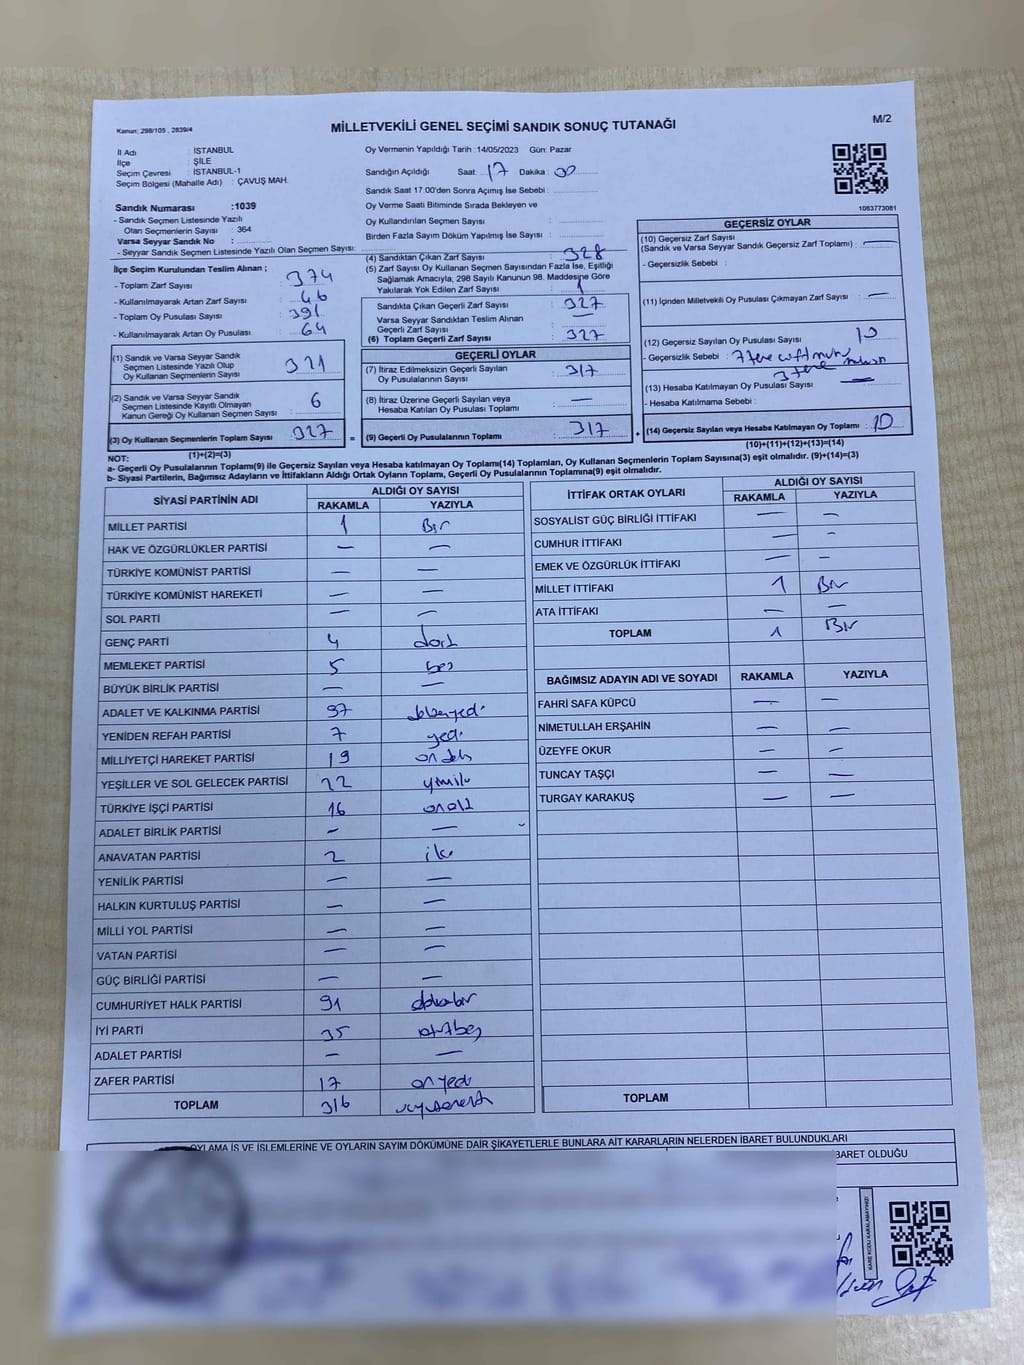 Kanun: 298/105 , 2839/4
MİLLETVEKİLİ GENEL SEÇİMİ SANDIK SONUÇ TUTANAĞI
M/2
İl Adı : İSTANBUL
İlçe : ŞİLE
Seçim Çevresi : İSTANBUL-1
Seçim Bölgesi (Mahalle Adı) : ÇAVUŞ MAH.
Oy Vermenin Yapıldığı Tarih : 14/05/2023 Gün: Pazar
Sandığın Açıldığı Saat: 17 Dakika : 00
Sandık Saat 17.00'den Sonra Açımış İse Sebebi :
Oy Verme Saati Bitiminde Sırada Bekleyen ve
Oy Kullandırılan Seçmen Sayısı :
Birden Fazla Sayım Döküm Yapılmış İse Sayısı :
1083773081
Sandık Numarası :1039
- Sandık Seçmen Listesinde Yazılı
Olan Seçmenlerin Sayısı : 364
Varsa Seyyar Sandık No :
- Seyyar Sandık Seçmen Listesinde Yazılı Olan Seçmen Sayısı:
İlçe Seçim Kurulundan Teslim Alınan ;
- Toplam Zarf Sayısı : 374
- Kullanılmayarak Artan Zarf Sayısı : 46
- Toplam Oy Pusulası Sayısı : 391
- Kullanılmayarak Artan Oy Pusulası : 64
(1) Sandık ve Varsa Seyyar Sandık
Seçmen Listesinde Yazılı Olup
Oy Kullanan Seçmenlerin Sayısı : 321
(2) Sandık ve Varsa Seyyar Sandık
Seçmen Listesinde Kayıtlı Olmayan
Kanun Gereği Oy Kullanan Seçmen Sayısı : 6
(3) Oy Kullanan Seçmenlerin Toplam Sayısı : 327
(4) Sandıktan Çıkan Zarf Sayısı : 328
(5) Zarf Sayısı Oy Kullanan Seçmen Sayısından Fazla İse, Eşitliği
Sağlamak Amacıyla, 298 Sayılı Kanunun 98. Maddesine Göre
Yakılarak Yok Edilen Zarf Sayısı : 1
Sandıkta Çıkan Geçerli Zarf Sayısı : 327
Varsa Seyyar Sandıktan Teslim Alınan
Geçerli Zarf Sayısı : —
(6) Toplam Geçerli Zarf Sayısı : 327
GEÇERLİ OYLAR
(7) İtiraz Edilmeksizin Geçerli Sayılan
Oy Pusulalarının Sayısı : 317
(8) İtiraz Üzerine Geçerli Sayılan veya
Hesaba Katılan Oy Pusulası Toplamı : —
= (9) Geçerli Oy Pusulalarının Toplamı : 317
GEÇERSİZ OYLAR
(10) Geçersiz Zarf Sayısı
(Sandık ve Varsa Seyyar Sandık Geçersiz Zarf Toplamı) : —
- Geçersizlik Sebebi :
(11) İçinden Milletvekili Oy Pusulası Çıkmayan Zarf Sayısı : —
(12) Geçersiz Sayılan Oy Pusulası Sayısı : 10
- Geçersizlik Sebebi : 7 tane çift mühür
3 tane
(13) Hesaba Katılmayan Oy Pusulası Sayısı : —
- Hesaba Katılmama Sebebi :
+ (14) Geçersiz Sayılan veya Hesaba Katılmayan Oy Toplamı : 10
(1)+(2)=(3)
(10)+(11)+(12)+(13)=(14)
NOT:
a- Geçerli Oy Pusulalarının Toplamı(9) ile Geçersiz Sayılan veya Hesaba katılmayan Oy Toplamı(14) Toplamları, Oy Kullanan Seçmenlerin Toplam Sayısına(3) eşit olmalıdır. (9)+(14)=(3)
b- Siyasi Partilerin, Bağımsız Adayların ve İttifakların Aldığı Ortak Oyların Toplamı, Geçerli Oy Pusulalarının Toplamına(9) eşit olmalıdır.
SİYASİ PARTİNİN ADI ALDIĞI OY SAYISI
RAKAMLA YAZIYLA
MİLLET PARTİSİ 1 Bir
HAK VE ÖZGÜRLÜKLER PARTİSİ — —
TÜRKİYE KOMÜNİST PARTİSİ — —
TÜRKİYE KOMÜNİST HAREKETİ — —
SOL PARTİ — —
GENÇ PARTİ 4 dört
MEMLEKET PARTİSİ 5 beş
BÜYÜK BİRLİK PARTİSİ — —
ADALET VE KALKINMA PARTİSİ 97 doksanyedi
YENİDEN REFAH PARTİSİ 7 yedi
MİLLİYETÇİ HAREKET PARTİSİ 19 on dok
YEŞİLLER VE SOL GELECEK PARTİSİ 22 yirmiki
TÜRKİYE İŞÇİ PARTİSİ 16 onaltı
ADALET BİRLİK PARTİSİ — —
ANAVATAN PARTİSİ 2 iki
YENİLİK PARTİSİ — —
HALKIN KURTULUŞ PARTİSİ — —
MİLLİ YOL PARTİSİ — —
VATAN PARTİSİ — —
GÜÇ BİRLİĞİ PARTİSİ — —
CUMHURİYET HALK PARTİSİ 91 doksanbir
İYİ PARTİ 35 otuzbeş
ADALET PARTİSİ — —
ZAFER PARTİSİ 17 onyedi
TOPLAM 316 üçyüzonaltı
İTTİFAK ORTAK OYLARI ALDIĞI OY SAYISI
RAKAMLA YAZIYLA
SOSYALİST GÜÇ BİRLİĞİ İTTİFAKI — —
CUMHUR İTTİFAKI — —
EMEK VE ÖZGÜRLÜK İTTİFAKI — —
MİLLET İTTİFAKI 1 Bir
ATA İTTİFAKI — —
TOPLAM 1 Bir
BAĞIMSIZ ADAYIN ADI VE SOYADI RAKAMLA YAZIYLA
FAHRİ SAFA KÜPCÜ — —
NİMETULLAH ERŞAHİN — —
ÜZEYFE OKUR — —
TUNCAY TAŞÇI — —
TURGAY KARAKUŞ — —
TOPLAM
OYLAMA İŞ VE İŞLEMLERİNE VE OYLARIN SAYIM DÖKÜMÜNE DAİR ŞİKAYETLERLE BUNLARA AİT KARARLARIN NELERDEN İBARET BULUNDUKLARI
BARET OLDUĞU
KARE KODU KARALAMAYINIZ!